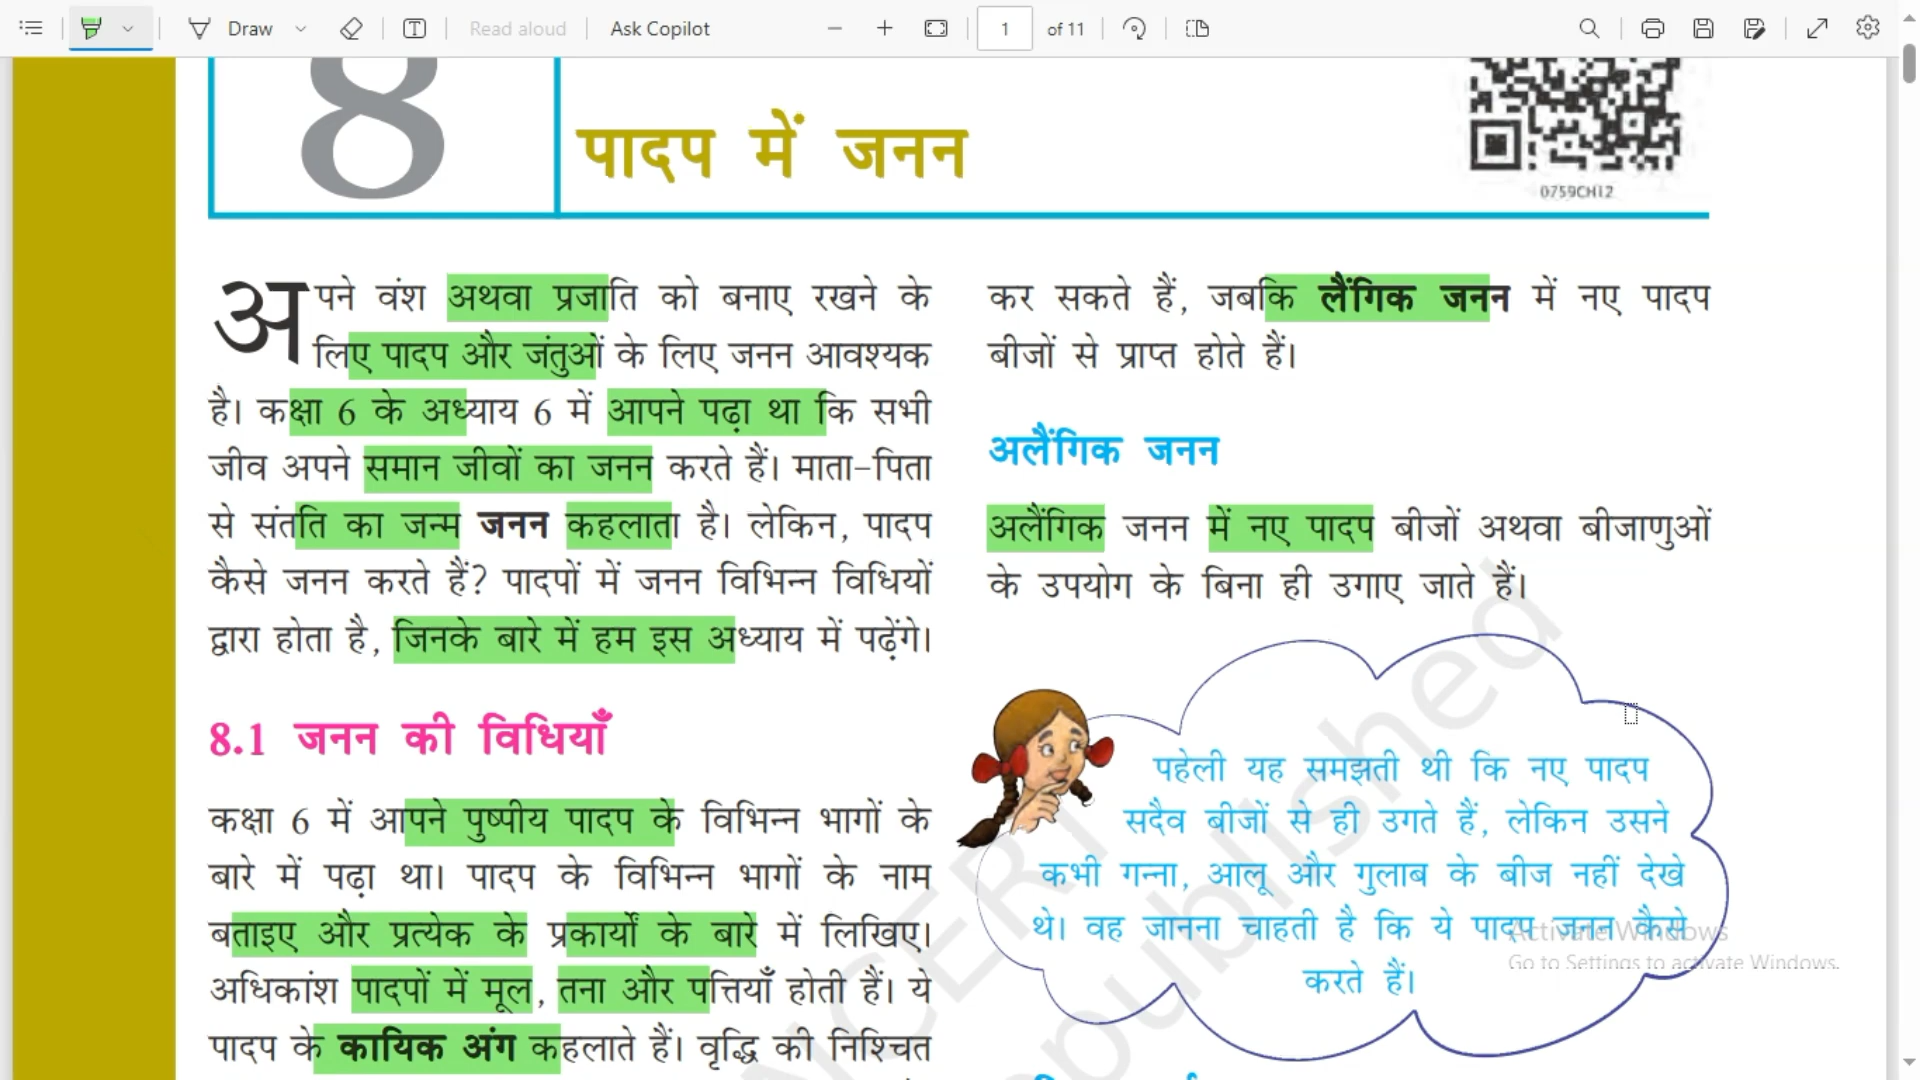 Draw
Read aloud
Ask Copilot
1
of 11
8
पादप में जनन
0759CH12
अपने वंश अथवा प्रजाति को बनाए रखने के
लिए पादप और जंतुओं के लिए जनन आवश्यक
है। कक्षा 6 के अध्याय 6 में आपने पढ़ा था कि सभी
जीव अपने समान जीवों का जनन करते हैं। माता-पिता
से संतति का जन्म जनन कहलाता है। लेकिन, पादप
कैसे जनन करते हैं? पादपों में जनन विभिन्न विधियों
द्वारा होता है, जिनके बारे में हम इस अध्याय में पढ़ेंगे।
8.1 जनन की विधियाँ
कक्षा 6 में आपने पुष्पीय पादप के विभिन्न भागों के
बारे में पढ़ा था। पादप के विभिन्न भागों के नाम
बताइए और प्रत्येक के प्रकार्यों के बारे में लिखिए।
अधिकांश पादपों में मूल, तना और पत्तियाँ होती हैं। ये
पादप के कायिक अंग कहलाते हैं। वृद्धि की निश्चित
कर सकते हैं, जबकि लैंगिक जनन में नए पादप
बीजों से प्राप्त होते हैं।
अलैंगिक जनन
अलैंगिक जनन में नए पादप बीजों अथवा बीजाणुओं
के उपयोग के बिना ही उगाए जाते हैं।
पहेली यह समझती थी कि नए पादप
सदैव बीजों से ही उगते हैं, लेकिन उसने
कभी गन्ना, आलू और गुलाब के बीज नहीं देखे
थे। वह जानना चाहती है कि ये पादप जनन कैसे
करते हैं।
Activate Windows
Go to Settings to activate Windows.
NCERT
published